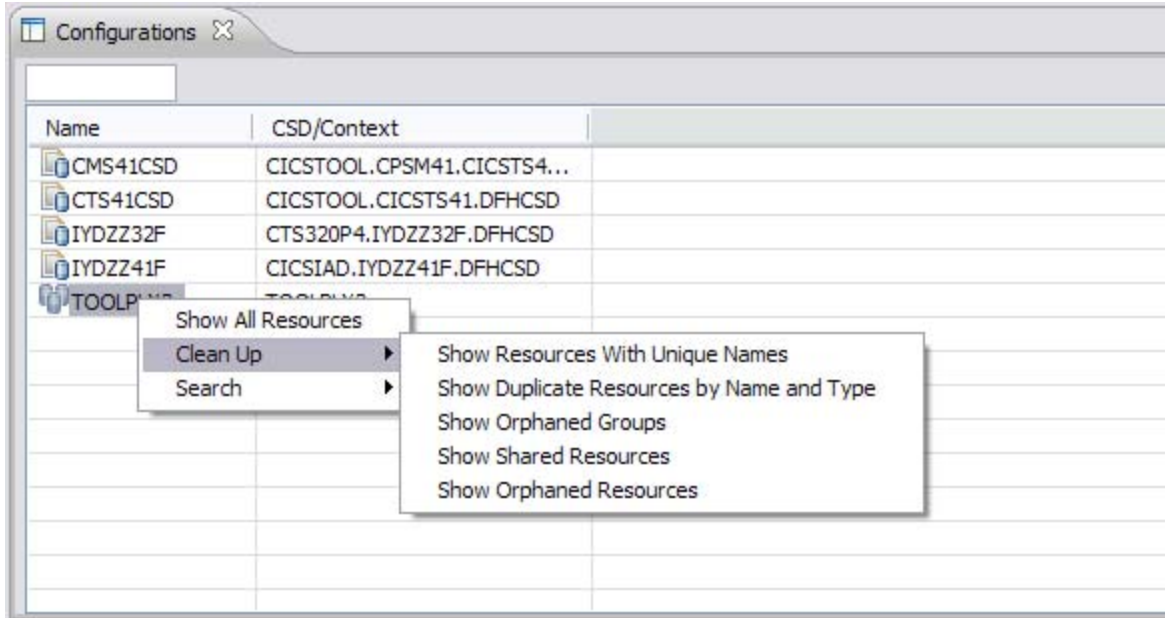 Configurations
Name CSD/Context
CMS41CSD CICSTOOL.CPSM41.CICSTS4...
CTS41CSD CICSTOOL.CICSTS41.DFHCSD
IYDZZ32F CTS320P4.IYDZZ32F.DFHCSD
IYDZZ41F CICSIAD.IYDZZ41F.DFHCSD
Show All Resources
Clean Up
Search
Show Resources With Unique Names
Show Duplicate Resources by Name and Type
Show Orphaned Groups
Show Shared Resources
Show Orphaned Resources